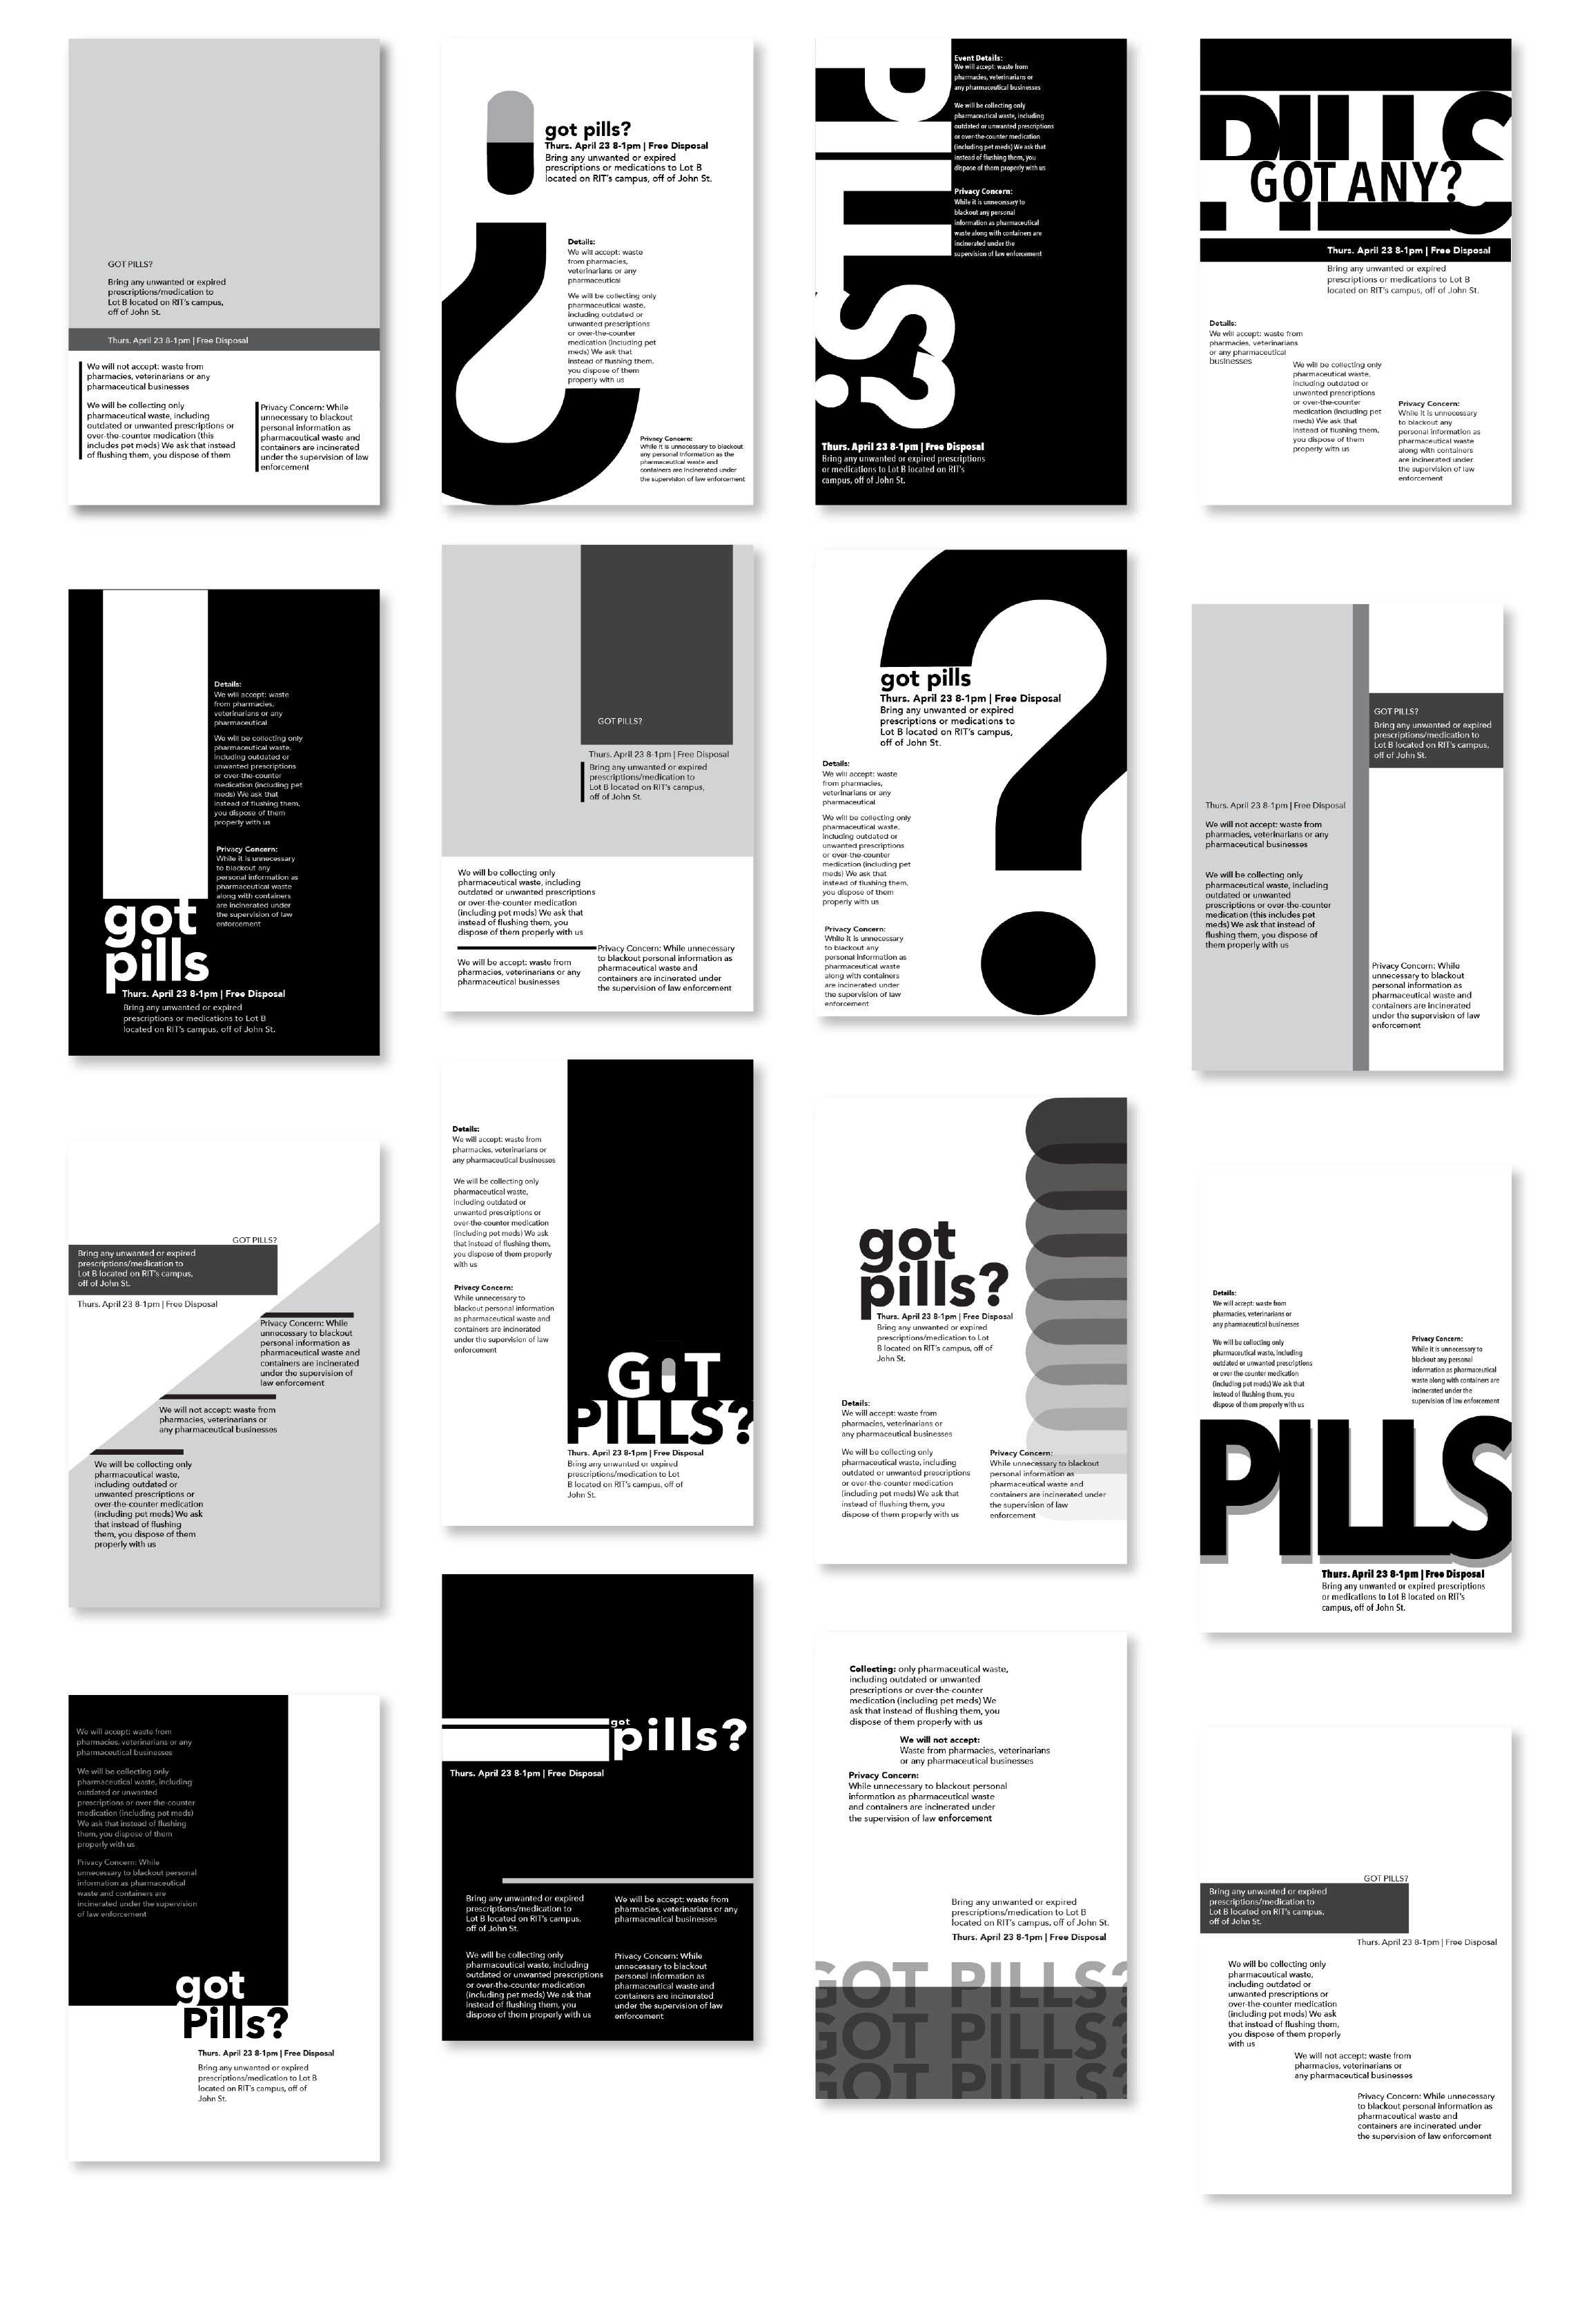 GOT PILLS?
Bring any unwanted or expired
prescriptions/medication to
Lot B located on RIT's campus,
off of John St.
Thurs. April 23 8-1pm | Free Disposal
We will not accept: waste from
pharmacies, veterinarians or any
pharmaceutical businesses
We will be collecting only
pharmaceutical waste, including
outdated or unwanted prescriptions or
over-the-counter medication (this
includes pet meds) We ask that instead
of flushing them, you dispose of them
Privacy Concern: While
unnecessary to blackout
personal information as
pharmaceutical waste and
containers are incinerated
under the supervision of law
enforcement
got pills?
Thurs. April 23 8-1pm | Free Disposal
Bring any unwanted or expired
prescriptions or medications to Lot B
located on RIT's campus, off of John St.
?
Details:
We will accept: waste
from pharmacies,
veterinarians or any
pharmaceutical
We will be collecting only
pharmaceutical waste,
including outdated or
unwanted prescriptions
or over-the-counter
medication (including pet
meds) We ask that
instead of flushing them,
you dispose of them
properly with us
Privacy Concern:
While it is unnecessary to blackout
any personal information as the
pharmaceutical waste and
containers are incinerated under
the supervision of law enforcement
pills?
Event Details:
We will accept: waste from
pharmacies, veterinarians or
any pharmaceutical businesses
We will be collecting only
pharmaceutical waste, including
outdated or unwanted prescriptions
or over-the-counter medication
(including pet meds) We ask that
instead of flushing them, you
dispose of them properly with us
Privacy Concern:
While it is unnecessary to
blackout any personal
information as pharmaceutical
waste along with containers are
incinerated under the
supervision of law enforcement
Thurs. April 23 8-1pm | Free Disposal
Bring any unwanted or expired prescriptions
or medications to Lot B located on RIT's
campus, off of John St.
PILLS
GOT ANY?
Thurs. April 23 8-1pm | Free Disposal
Bring any unwanted or expired
prescriptions or medications to Lot B
located on RIT's campus, off of John St.
Details:
We will accept: waste from
pharmacies, veterinarians
or any pharmaceutical
businesses
We will be collecting only
pharmaceutical waste,
including outdated or
unwanted prescriptions
or over-the-counter
medication (including pet
meds) We ask that
instead of flushing them,
you dispose of them
properly with us
Privacy Concern:
While it is unnecessary
to blackout any
personal information as
pharmaceutical waste
along with containers
are incinerated under
the supervision of law
enforcement
Details:
We will accept: waste
from pharmacies,
veterinarians or any
pharmaceutical
We will be collecting only
pharmaceutical waste,
including outdated or
unwanted prescriptions
or over-the-counter
medication (including pet
meds) We ask that
instead of flushing them,
you dispose of them
properly with us
Privacy Concern:
While it is unnecessary
to blackout any
personal information as
pharmaceutical waste
along with containers
are incinerated under
the supervision of law
enforcement
got
pills
Thurs. April 23 8-1pm | Free Disposal
Bring any unwanted or expired
prescriptions or medications to Lot B
located on RIT's campus, off of John St.
GOT PILLS?
Thurs. April 23 8-1pm | Free Disposal
Bring any unwanted or expired
prescriptions/medication to
Lot B located on RIT's campus,
off of John St.
We will be collecting only
pharmaceutical waste, including
outdated or unwanted prescriptions
or over-the-counter medication
(including pet meds) We ask that
instead of flushing them, you
dispose of them properly with us
We will not accept: waste from
pharmacies, veterinarians or any
pharmaceutical businesses
Privacy Concern: While unnecessary
to blackout personal information as
pharmaceutical waste and
containers are incinerated under
the supervision of law enforcement
?
got pills
Thurs. April 23 8-1pm | Free Disposal
Bring any unwanted or expired
prescriptions or medications to
Lot B located on RIT's campus,
off of John St.
Details:
We will accept: waste
from pharmacies,
veterinarians or any
pharmaceutical
We will be collecting only
pharmaceutical waste,
including outdated or
unwanted prescriptions
or over-the-counter
medication (including pet
meds) We ask that
instead of flushing them,
you dispose of them
properly with us
Privacy Concern:
While it is unnecessary
to blackout any
personal information as
pharmaceutical waste
along with containers
are incinerated under
the supervision of law
enforcement
GOT PILLS?
Bring any unwanted or expired
prescriptions/medication to
Lot B located on RIT's campus,
off of John St.
Thurs. April 23 8-1pm | Free Disposal
We will not accept: waste from
pharmacies, veterinarians or any
pharmaceutical businesses
We will be collecting only
pharmaceutical waste, including
outdated or unwanted
prescriptions or over-the-counter
medication (this includes pet
meds) We ask that instead of
flushing them, you dispose of
them properly with us
Privacy Concern: While
unnecessary to blackout
personal information as
pharmaceutical waste and
containers are incinerated
under the supervision of law
enforcement
GOT PILLS?
Bring any unwanted or expired
prescriptions/medication to
Lot B located on RIT's campus,
off of John St.
Thurs. April 23 8-1pm | Free Disposal
Privacy Concern: While
unnecessary to blackout
personal information as
pharmaceutical waste and
containers are incinerated
under the supervision of
law enforcement
We will not accept: waste from
pharmacies, veterinarians or
any pharmaceutical businesses
We will be collecting only
pharmaceutical waste,
including outdated or
unwanted prescriptions or
over-the-counter medication
(including pet meds) We ask
that instead of flushing
them, you dispose of them
properly with us
Details:
We will accept: waste from
pharmacies, veterinarians or
any pharmaceutical businesses
We will be collecting only
pharmaceutical waste,
including outdated or
unwanted prescriptions or
over-the-counter medication
(including pet meds) We ask
that instead of flushing them,
you dispose of them properly
with us
Privacy Concern:
While unnecessary to
blackout personal information
as pharmaceutical waste and
containers are incinerated
under the supervision of law
enforcement
GOT
PILLS?
Thurs. April 23 8-1pm | Free Disposal
Bring any unwanted or expired
prescriptions/medication to Lot
B located on RIT's campus, off of
John St.
got
pills?
Thurs. April 23 8-1pm | Free Disposal
Bring any unwanted or expired
prescriptions/medication to Lot
B located on RIT's campus, off of
John St.
Details:
We will accept: waste from
pharmacies, veterinarians or
any pharmaceutical businesses
We will be collecting only
pharmaceutical waste, including
outdated or unwanted prescriptions
or over-the-counter medication
(including pet meds) We ask that
instead of flushing them, you
dispose of them properly with us
Privacy Concern:
While unnecessary to blackout
personal information as
pharmaceutical waste and
containers are incinerated under
the supervision of law
enforcement
Details:
We will accept: waste from
pharmacies, veterinarians or
any pharmaceutical businesses
We will be collecting only
pharmaceutical waste, including
outdated or unwanted prescriptions
or over the counter medication
(including pet meds) We ask that
instead of flushing them, you
dispose of them properly with us
Privacy Concern:
While it is unnecessary to
blackout any personal
information as pharmaceutical
waste along with containers are
incinerated under the
supervision of law enforcement
PILLS
Thurs. April 23 8-1pm | Free Disposal
Bring any unwanted or expired prescriptions
or medications to Lot B located on RIT's
campus, off of John St.
We will accept: waste from
pharmacies, veterinarians or any
pharmaceutical businesses
We will be collecting only
pharmaceutical waste, including
outdated or unwanted
prescriptions or over-the-counter
medication (including pet meds)
We ask that instead of flushing
them, you dispose of them
properly with us
Privacy Concern: While
unnecessary to blackout personal
information as pharmaceutical
waste and containers are
incinerated under the supervision
of law enforcement
got
Pills?
Thurs. April 23 8-1pm | Free Disposal
Bring any unwanted or expired
prescriptions/medication to Lot B
located on RIT's campus, off of
John St.
got
pills?
Thurs. April 23 8-1pm | Free Disposal
Bring any unwanted or expired
prescriptions/medication to
Lot B located on RIT's campus,
off of John St.
We will be accept: waste from
pharmacies, veterinarians or any
pharmaceutical businesses
We will be collecting only
pharmaceutical waste, including
outdated or unwanted prescriptions
or over-the-counter medication
(including pet meds) We ask that
instead of flushing them, you
dispose of them properly with us
Privacy Concern: While
unnecessary to blackout
personal information as
pharmaceutical waste and
containers are incinerated
under the supervision of law
enforcement
Collecting: only pharmaceutical waste,
including outdated or unwanted
prescriptions or over-the-counter
medication (including pet meds) We
ask that instead of flushing them, you
dispose of them properly with us
We will not accept:
Waste from pharmacies, veterinarians
or any pharmaceutical businesses
Privacy Concern:
While unnecessary to blackout personal
information as pharmaceutical waste
and containers are incinerated under
the supervision of law enforcement
Bring any unwanted or expired
prescriptions/medication to Lot B
located on RIT's campus, off of John St.
Thurs. April 23 8-1pm | Free Disposal
GOT PILLS?
GOT PILLS?
GOT PILLS?
GOT PILLS?
Bring any unwanted or expired
prescriptions/medication to
Lot B located on RIT's campus,
off of John St.
Thurs. April 23 8-1pm | Free Disposal
We will be collecting only
pharmaceutical waste,
including outdated or
unwanted prescriptions or
over-the-counter medication
(including pet meds) We ask
that instead of flushing them,
you dispose of them properly
with us
We will not accept: waste from
pharmacies, veterinarians or
any pharmaceutical businesses
Privacy Concern: While unnecessary
to blackout personal information as
pharmaceutical waste and
containers are incinerated under
the supervision of law enforcement